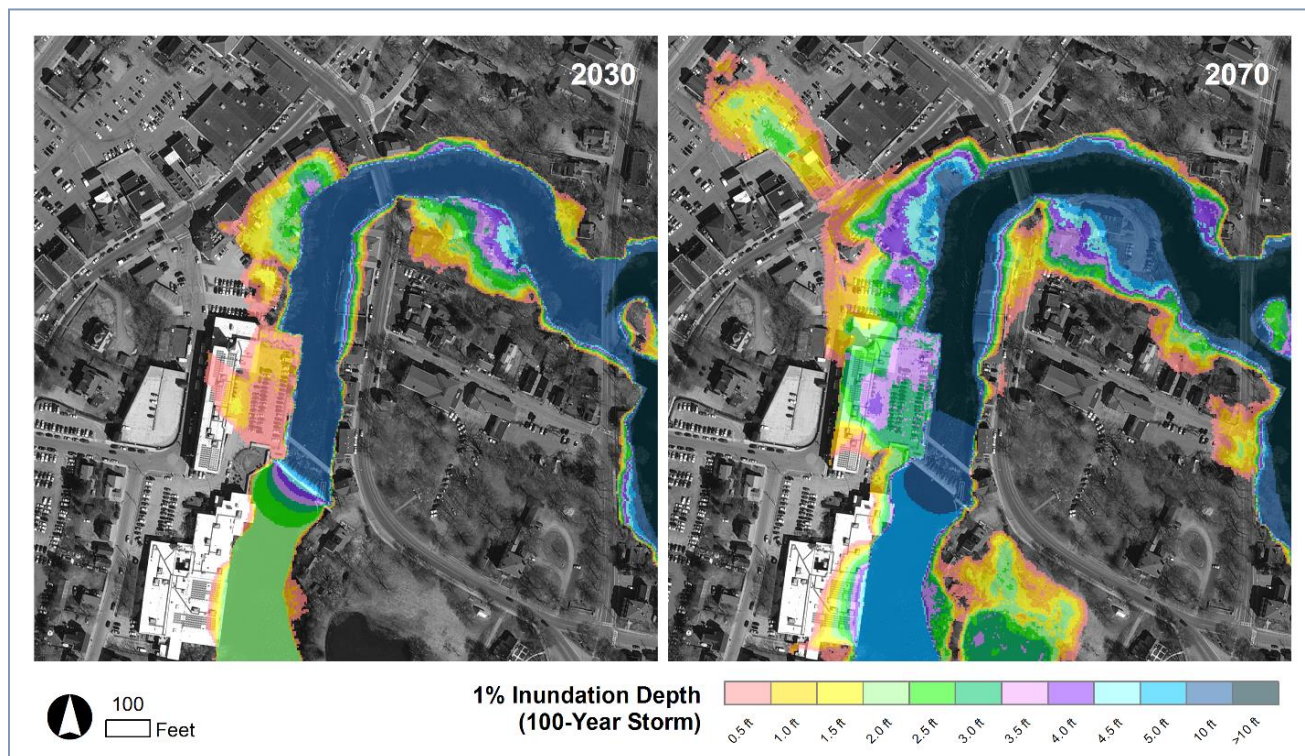 2030
2070
100
Feet
1% Inundation Depth
(100-Year Storm)
0.5 ft
1.0 ft
1.5 ft
2.0 ft
2.5 ft
3.0 ft
3.5 ft
4.0 ft
4.5 ft
5.0 ft
10 ft
>10 ft